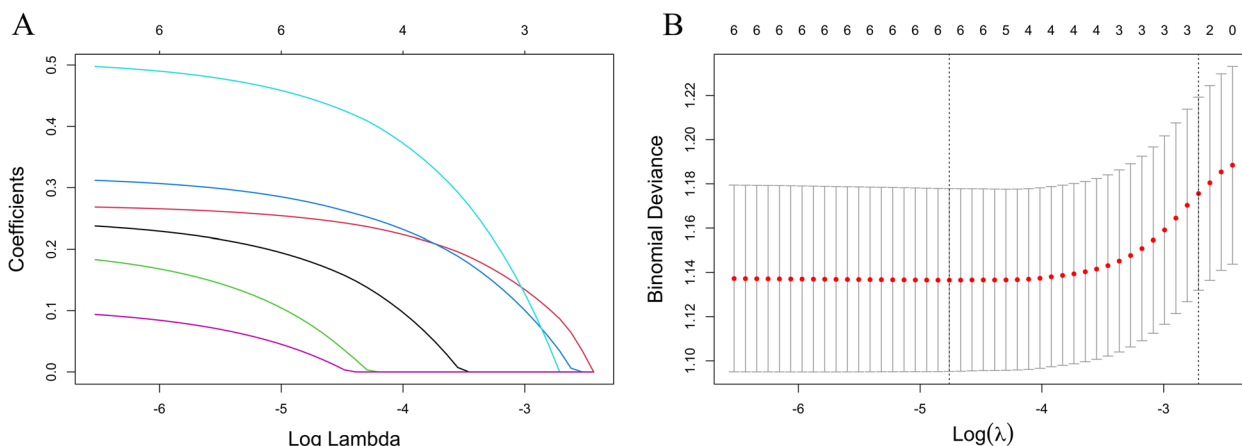 A
6 6 4 3
0.5
0.4
0.3
0.2
0.1
0.0
Coefficients
-6 -5 -4 -3
Log Lambda
B
6 6 6 6 6 6 6 6 6 6 6 6 5 4 4 4 4 3 3 3 3 2 0
1.22
1.20
1.18
1.16
1.14
1.12
1.10
Binomial Deviance
-6 -5 -4 -3
Log(λ)